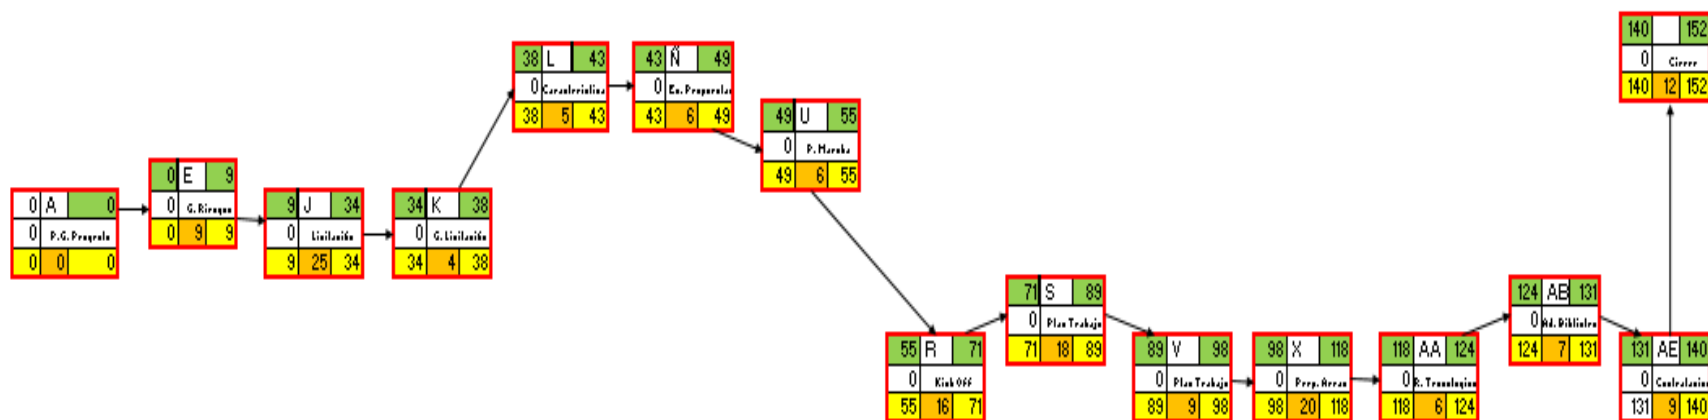 0 A 0
0 P.G. Proyecto
0 0 0
0 E 9
0 G. Riesgos
0 9 9
9 J 34
0 Licitación
9 25 34
34 K 38
0 G. Licitación
34 4 38
38 L 43
0
38 5 43
43 Ñ 49
0
43 6 49
49 U 55
0 P. Marcha
49 6 55
55 R 71
0 Kick Off
55 16 71
71 S 89
0 Plan Trabajo
71 18 89
89 V 98
0 Plan Trabajo
89 9 98
98 X 118
0 Prep. Areas
98 20 118
118 AA 124
0
118 6 124
124 AB 131
0
124 7 131
131 AE 140
0
131 9 140
140 152
0 Cierre
140 12 152